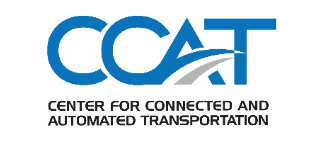 CCAT
CENTER FOR CONNECTED AND
AUTOMATED TRANSPORTATION